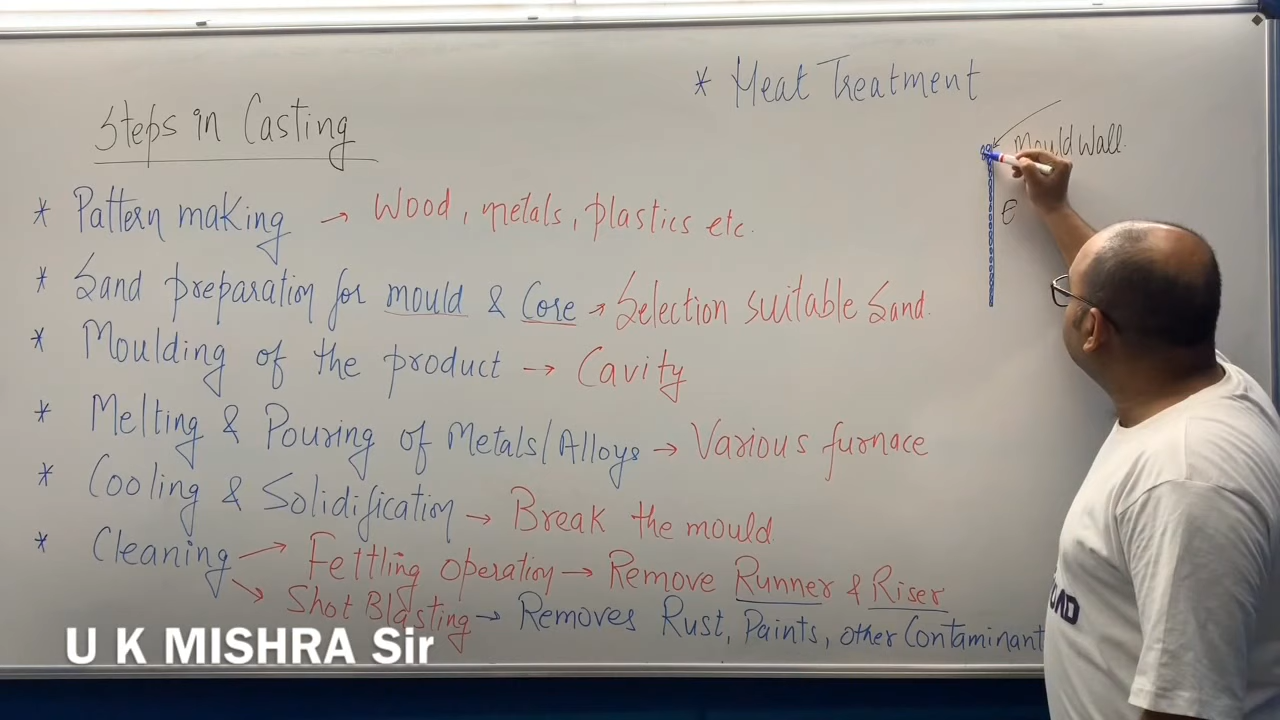 * Heat Treatment
Steps in Casting
Mould Wall.
* Pattern making → Wood, metals, plastics etc.
e
* Sand preparation for mould & Core → Selection suitable Sand.
* Moulding of the product → Cavity
* Melting & Pouring of Metals/Alloys → Various furnace
* Cooling & Solidification → Break the mould
* Cleaning → Fettling operation → Remove Runner & Riser
→ Shot Blasting → Removes Rust, Paints, other Contaminant
U K MISHRA Sir